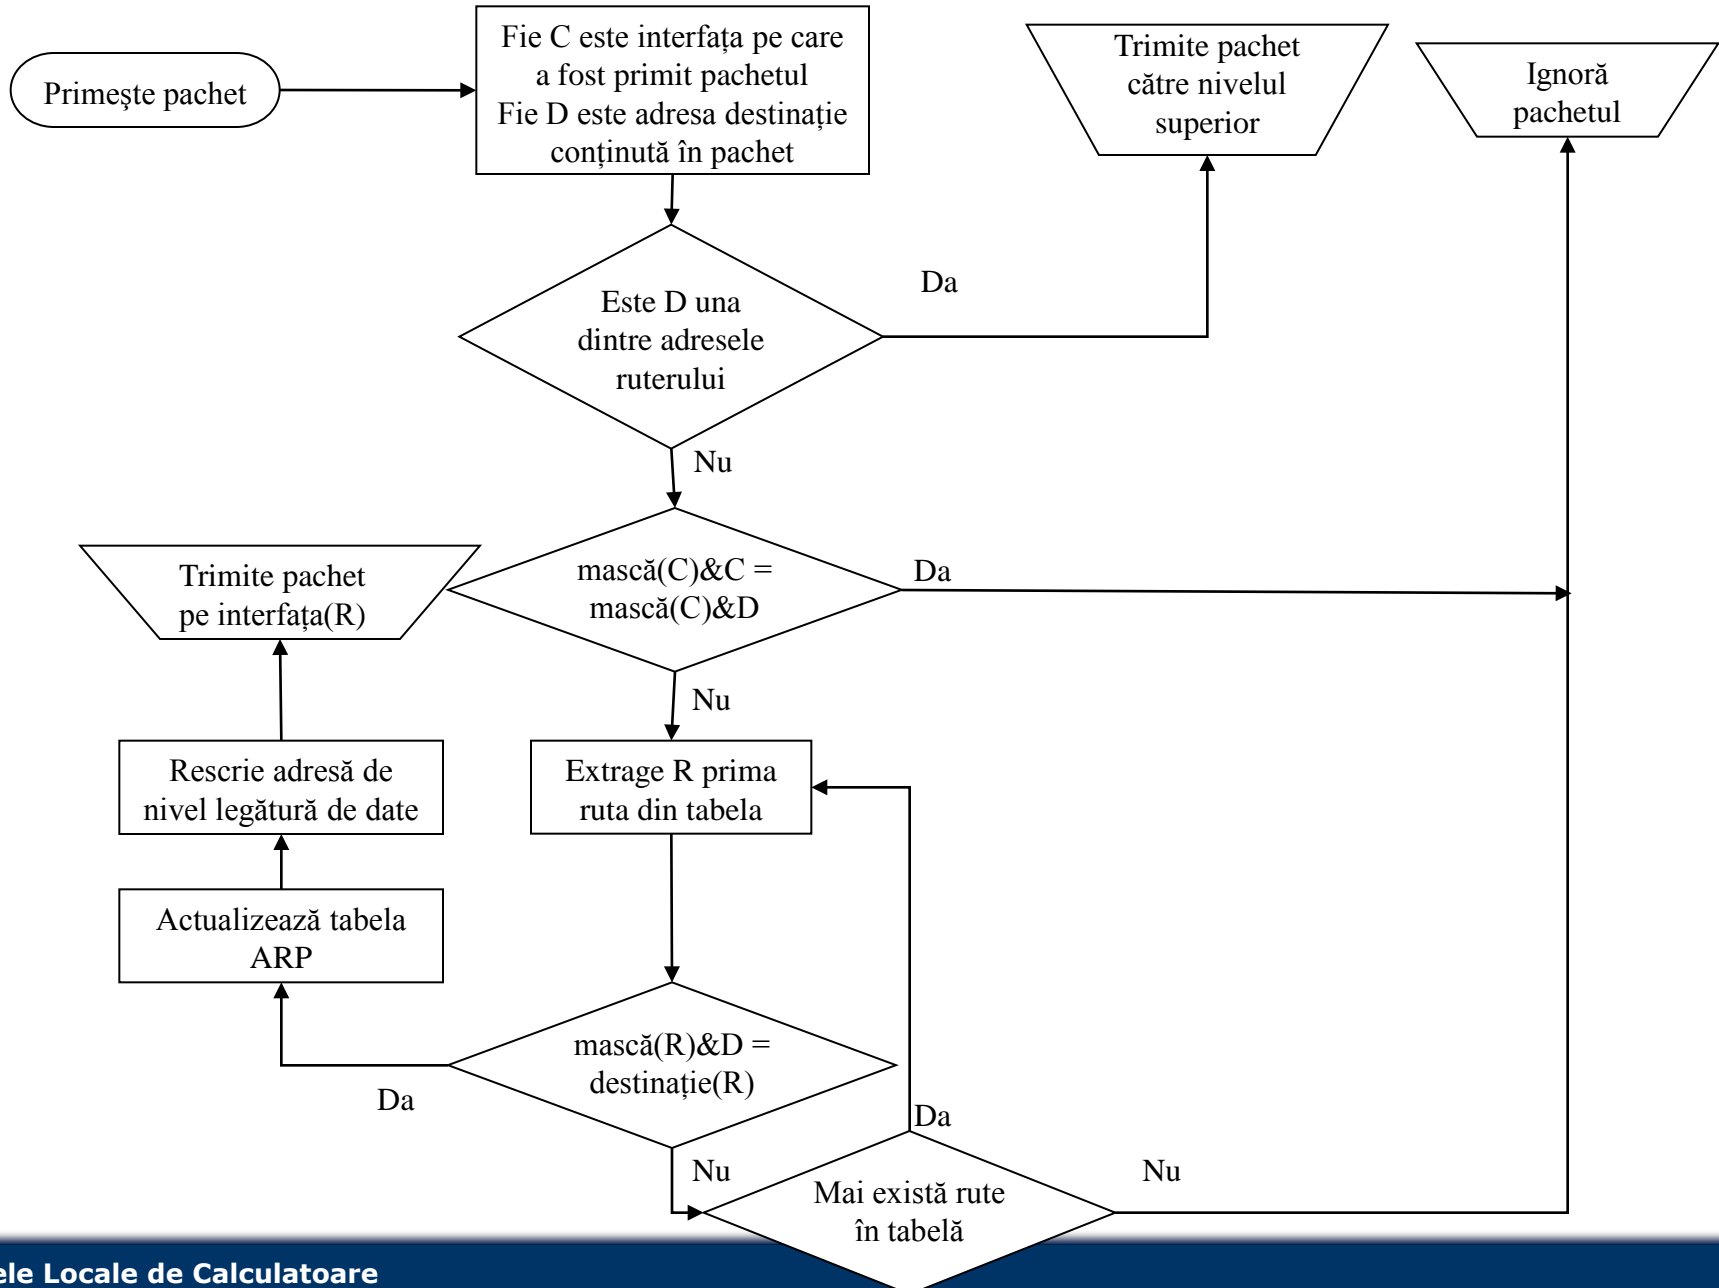 Primește pachet
Fie C este interfața pe care
a fost primit pachetul
Fie D este adresa destinație
conținută în pachet
Trimite pachet
către nivelul
superior
Ignoră
pachetul
Este D una
dintre adresele
ruterului
Da
Nu
Trimite pachet
pe interfața(R)
mască(C)&C =
mască(C)&D
Da
Nu
Rescrie adresă de
nivel legătură de date
Extrage R prima
ruta din tabela
Actualizează tabela
ARP
mască(R)&D =
destinație(R)
Da
Nu
Da
Mai există rute
în tabelă
Nu
ele Locale de Calculatoare